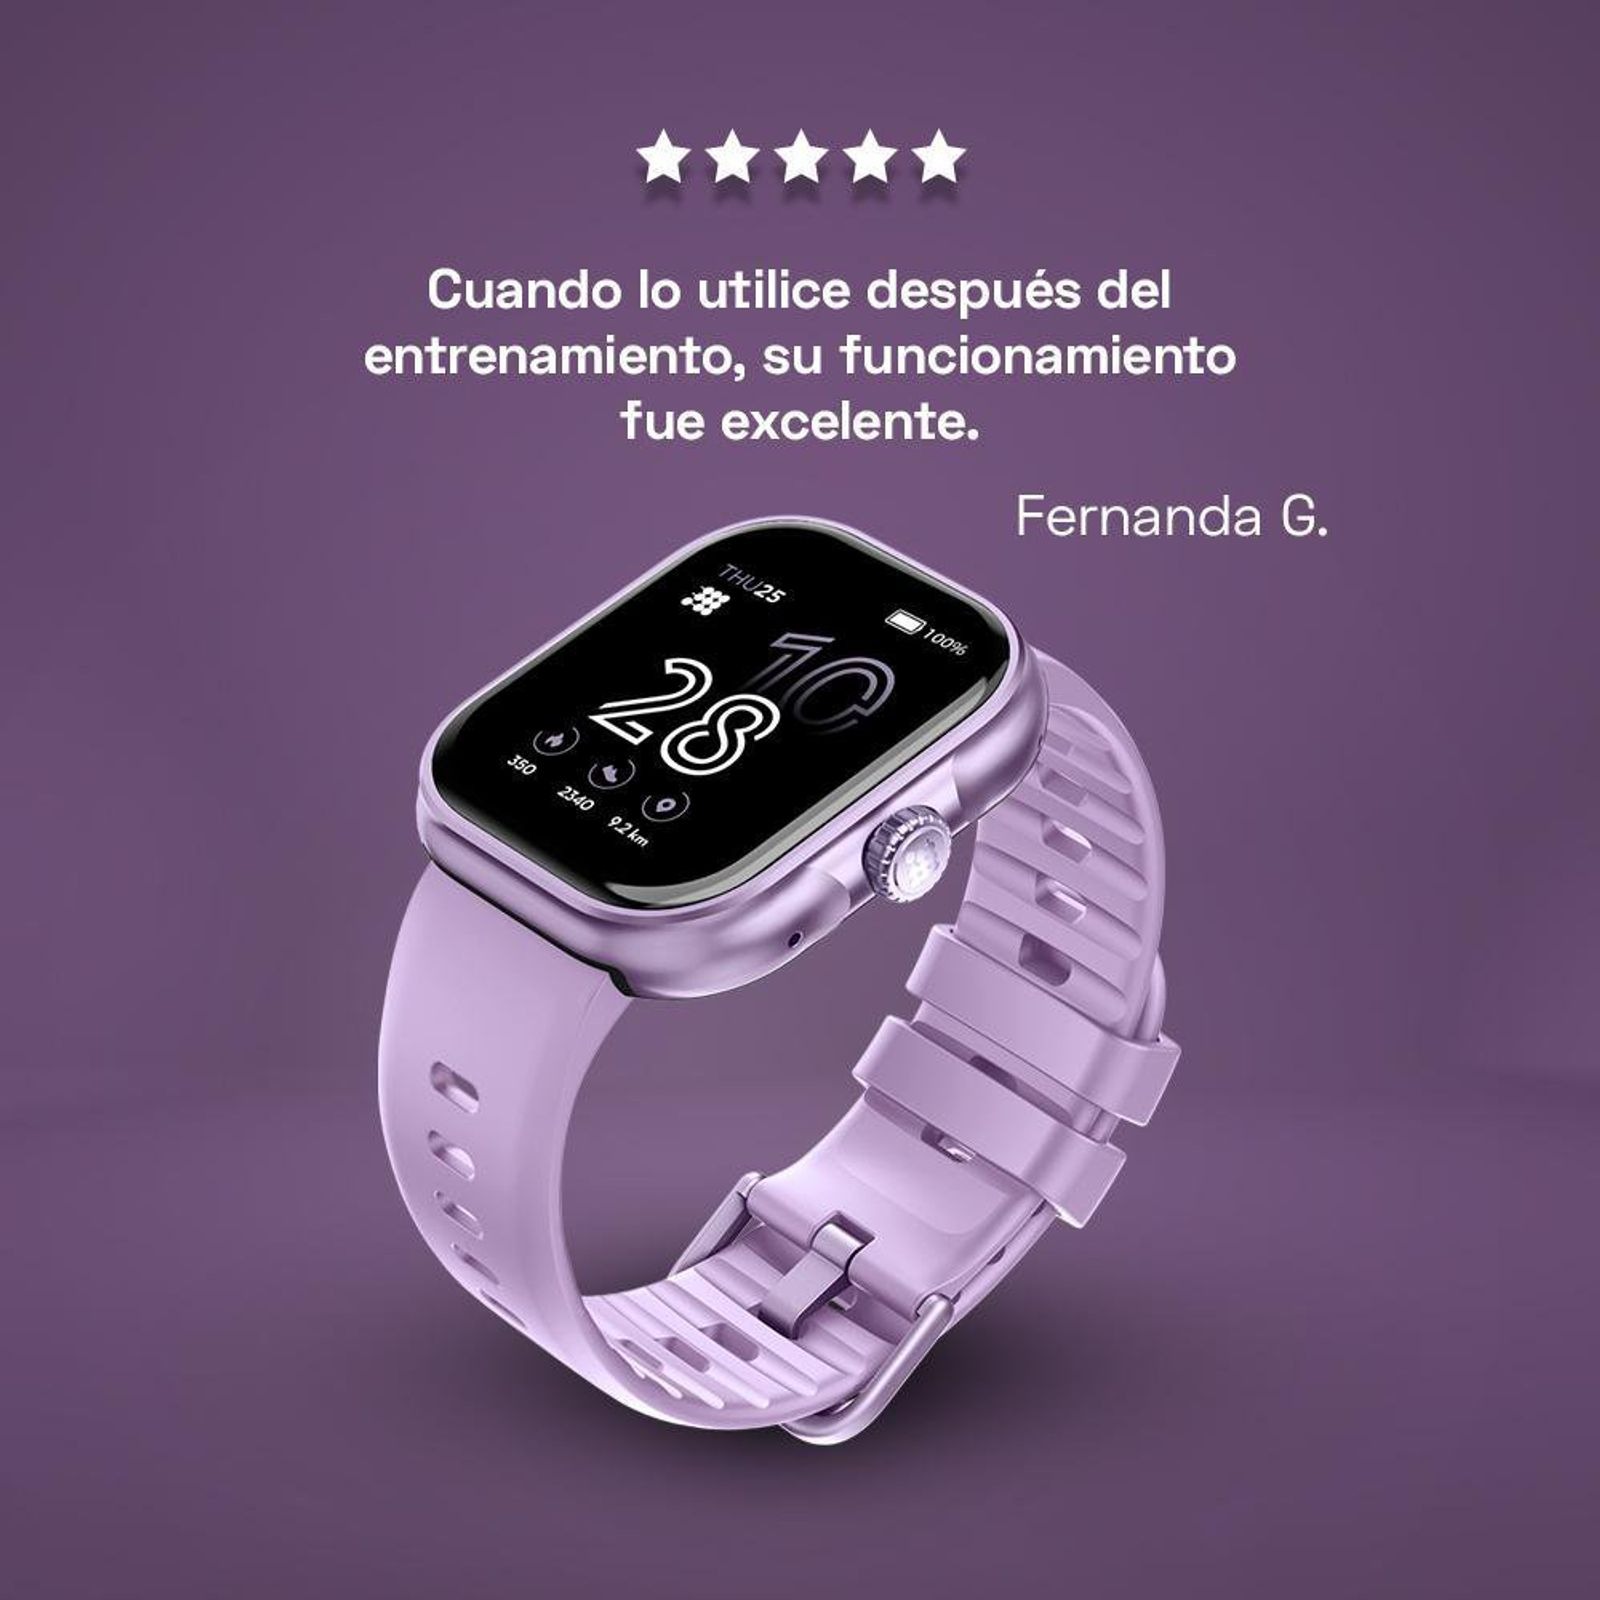 Cuando lo utilice después del
entrenamiento, su funcionamiento
fue excelente.
Fernanda G.
THU25
100%
10
28
350
2340
9.2 km